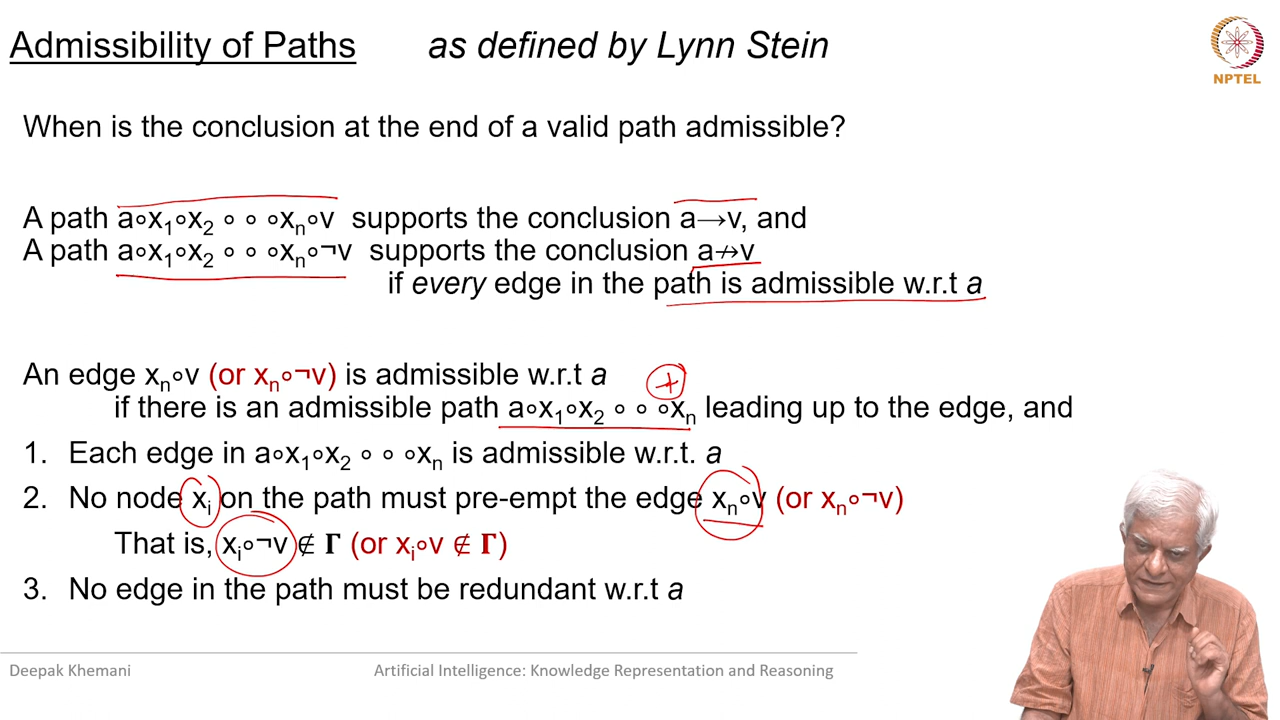 Admissibility of Paths as defined by Lynn Stein
NPTEL
When is the conclusion at the end of a valid path admissible?
A path a∘x₁∘x₂ ∘ ∘ ∘xₙ∘v supports the conclusion a→v, and
A path a∘x₁∘x₂ ∘ ∘ ∘xₙ∘¬v supports the conclusion a↛v
if every edge in the path is admissible w.r.t a
An edge xₙ∘v (or xₙ∘¬v) is admissible w.r.t a
+
if there is an admissible path a∘x₁∘x₂ ∘ ∘ ∘xₙ leading up to the edge, and
1. Each edge in a∘x₁∘x₂ ∘ ∘ ∘xₙ is admissible w.r.t. a
2. No node xᵢ on the path must pre-empt the edge xₙ∘v (or xₙ∘¬v)
That is, xᵢ∘¬v ∉ Γ (or xᵢ∘v ∉ Γ)
3. No edge in the path must be redundant w.r.t a
Deepak Khemani Artificial Intelligence: Knowledge Representation and Reasoning